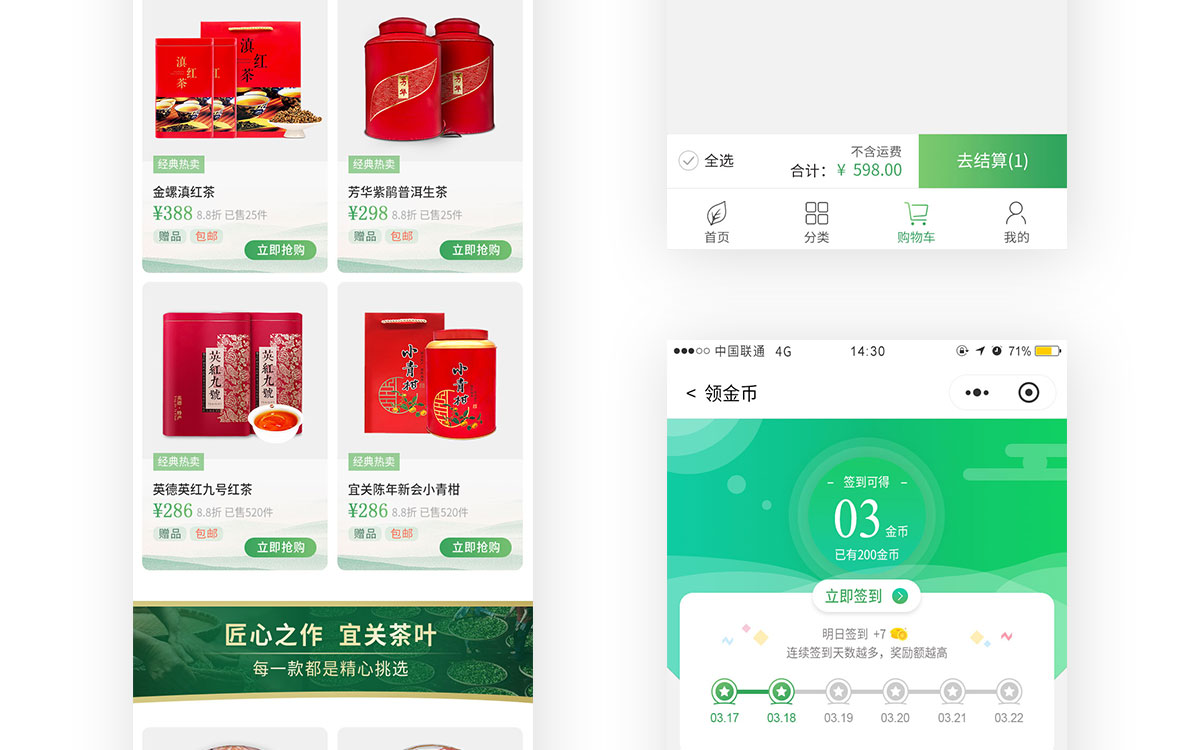 滇
红
茶
滇
红
茶
芳
华
芳
华
经典热卖
金螺滇红茶
¥388 8.8折 已售25件
赠品 包邮
立即抢购
经典热卖
芳华紫鹃普洱生茶
¥298 8.8折 已售25件
赠品 包邮
立即抢购
英紅九號
英紅九號
经典热卖
英德英红九号红茶
¥286 8.8折 已售520件
赠品 包邮
立即抢购
小青柑
小青柑
经典热卖
宜关陈年新会小青柑
¥286 8.8折 已售520件
赠品 包邮
立即抢购
匠心之作 宜关茶叶
每一款都是精心挑选
全选
不含运费
合计: ¥ 598.00
去结算(1)
首页 分类 购物车 我的
中国联通 4G 14:30 71%
< 领金币
– 签到可得 –
03 金币
已有200金币
立即签到
明日签到 +7
连续签到天数越多，奖励额越高
03.17 03.18 03.19 03.20 03.21 03.22